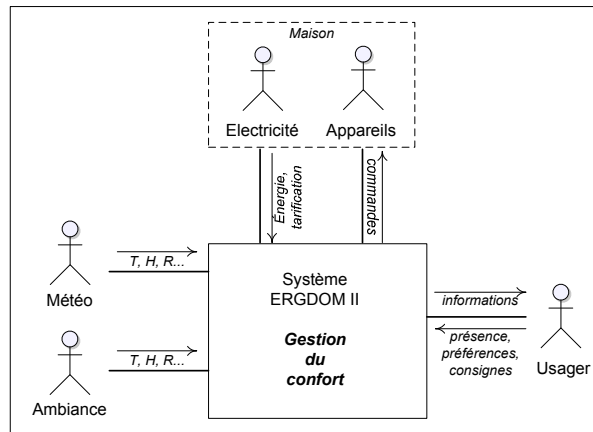 Maison
Electricité
Appareils
Énergie,
tarification
commandes
T, H, R...
Météo
T, H, R...
Ambiance
Système
ERGDOM II
Gestion
du
confort
informations
présence,
préférences,
consignes
Usager